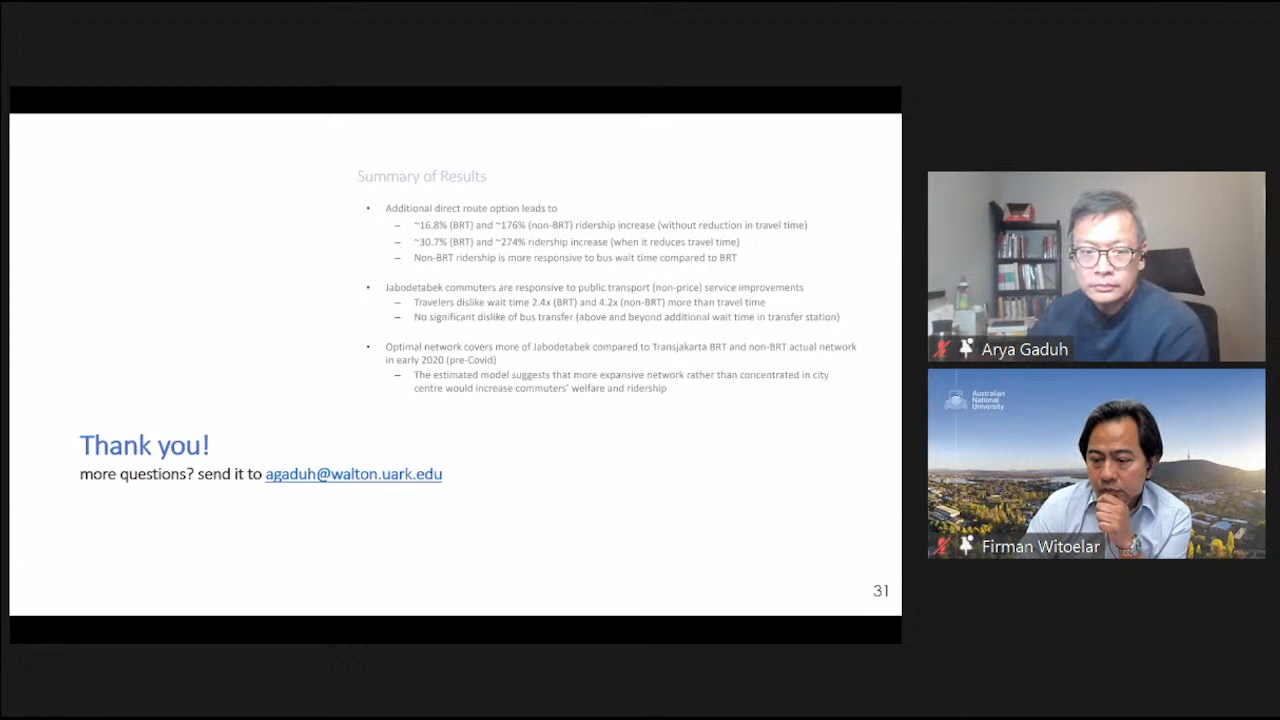 Summary of Results
• Additional direct route option leads to
– ~16.8% (BRT) and ~176% (non-BRT) ridership increase (without reduction in travel time)
– ~30.7% (BRT) and ~274% ridership increase (when it reduces travel time)
– Non-BRT ridership is more responsive to bus wait time compared to BRT
• Jabodetabek commuters are responsive to public transport (non-price) service improvements
– Travelers dislike wait time 2.4x (BRT) and 4.2x (non-BRT) more than travel time
– No significant dislike of bus transfer (above and beyond additional wait time in transfer station)
• Optimal network covers more of Jabodetabek compared to Transjakarta BRT and non-BRT actual network
in early 2020 (pre-Covid)
– The estimated model suggests that more expansive network rather than concentrated in city
centre would increase commuters’ welfare and ridership
Thank you!
more questions? send it to agaduh@walton.uark.edu
31
Arya Gaduh
Australian
National
University
Firman Witoelar